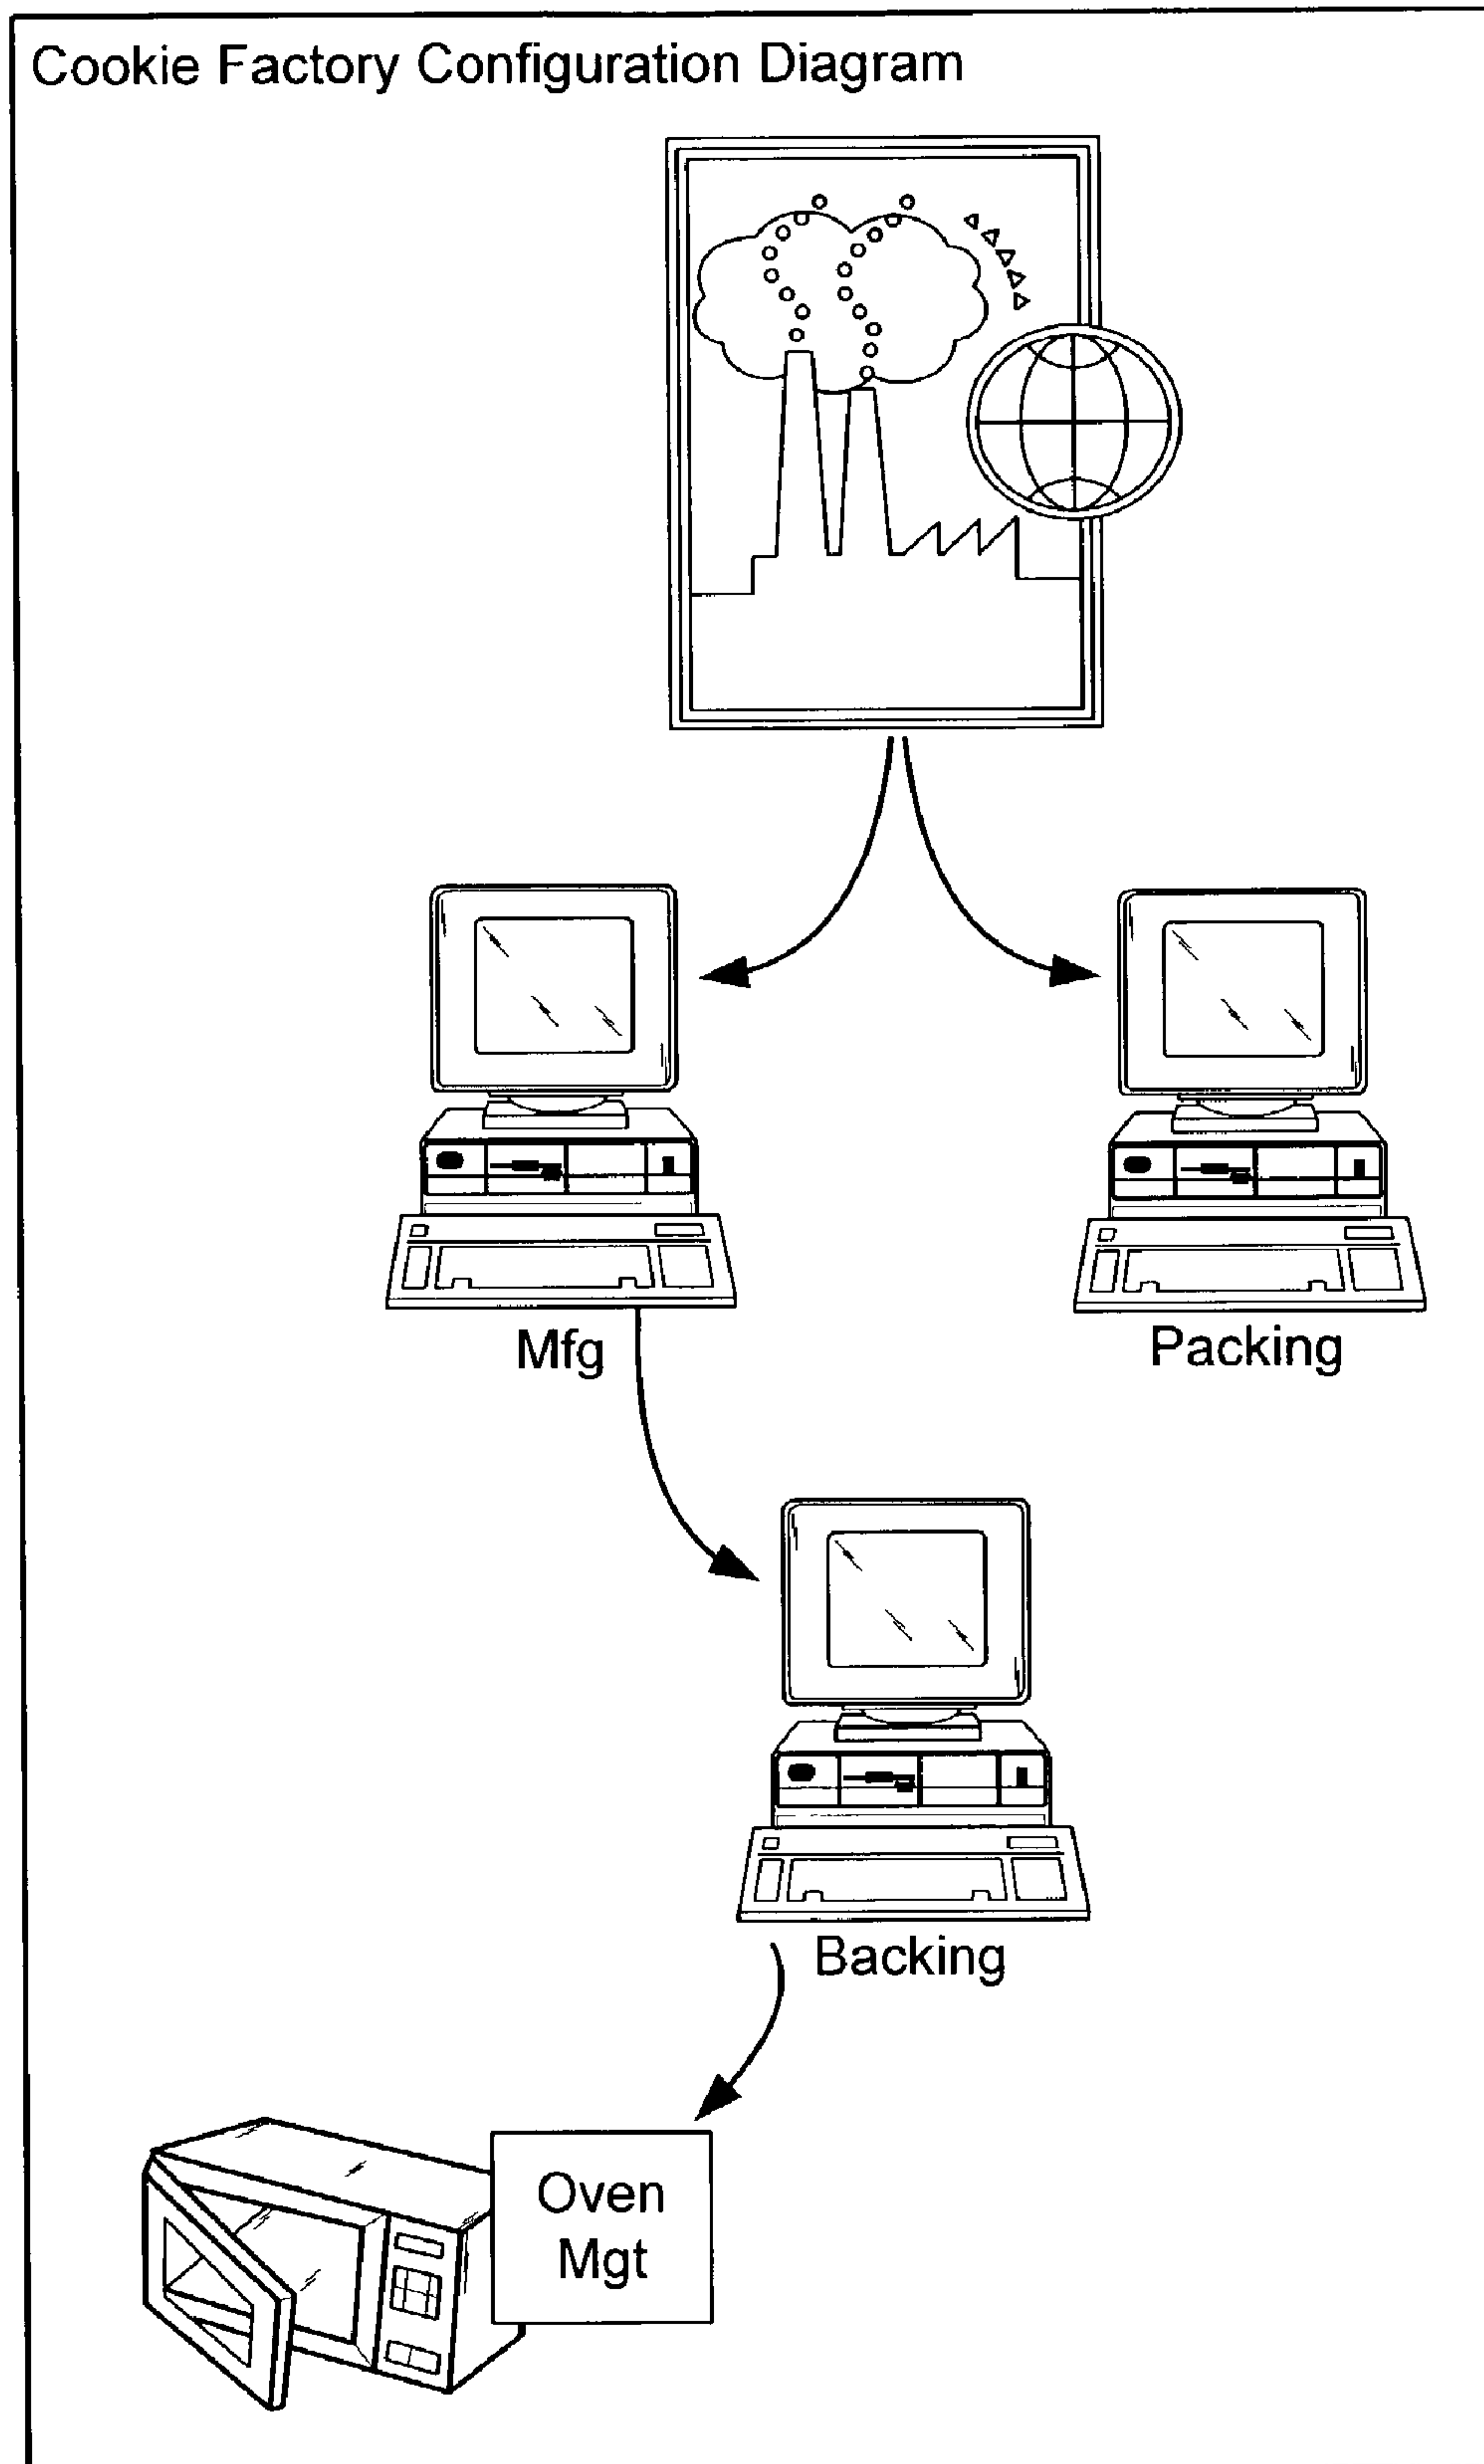 Cookie Factory Configuration Diagram
Mfg
Packing
Backing
Oven
Mgt